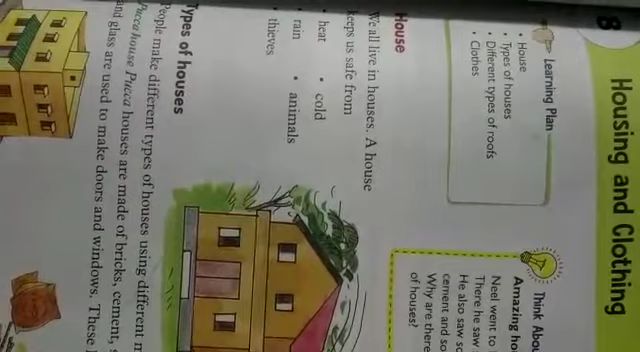 8
Housing and Clothing
Learning Plan
• House
• Types of houses
• Different types of roofs
• Clothes
Think Abou
Amazing ho
Neel went to
There he saw
He also saw so
cement and so
Why are there
of houses?
House
We all live in houses. A house
keeps us safe from
• heat • cold
• rain • animals
• thieves
Types of houses
People make different types of houses using different m
Pucca house Pucca houses are made of bricks, cement, s
and glass are used to make doors and windows. These